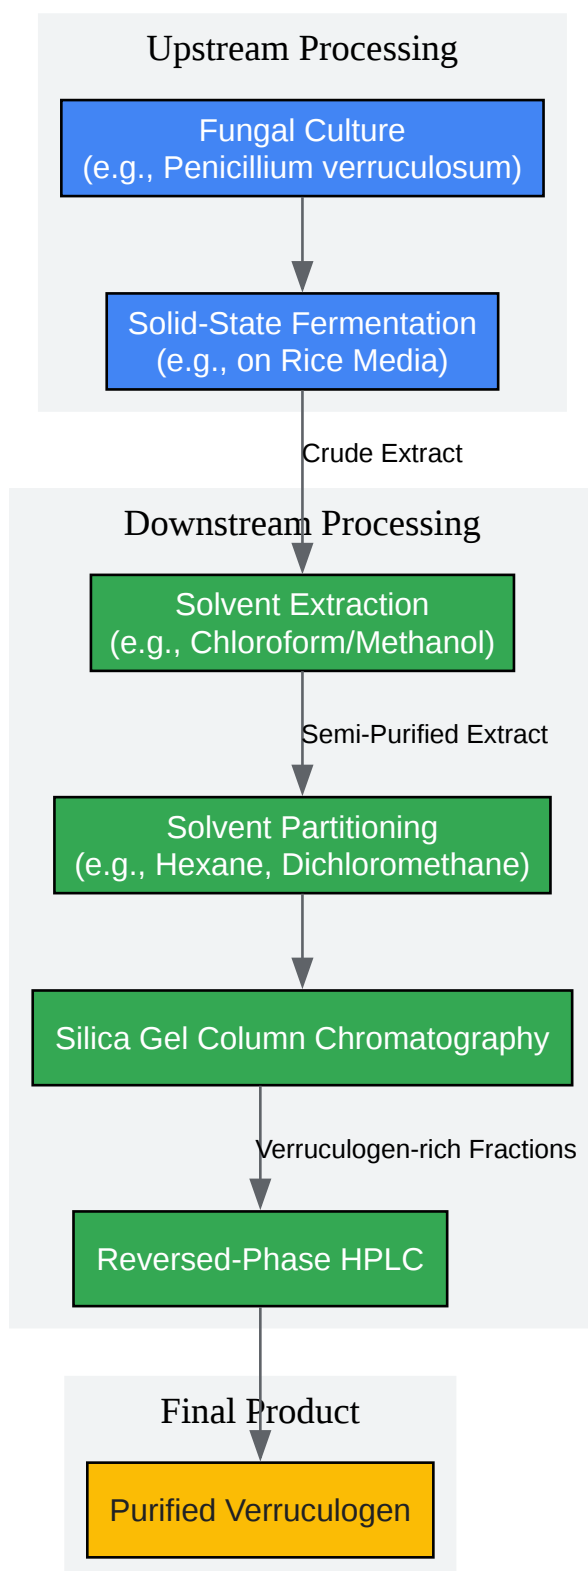 Upstream Processing
Fungal Culture
(e.g., Penicillium verruculosum)
Solid-State Fermentation
(e.g., on Rice Media)
Crude Extract
Downstream Processing
Solvent Extraction
(e.g., Chloroform/Methanol)
Semi-Purified Extract
Solvent Partitioning
(e.g., Hexane, Dichloromethane)
Silica Gel Column Chromatography
Verruculogen-rich Fractions
Reversed-Phase HPLC
Final Product
Purified Verruculogen